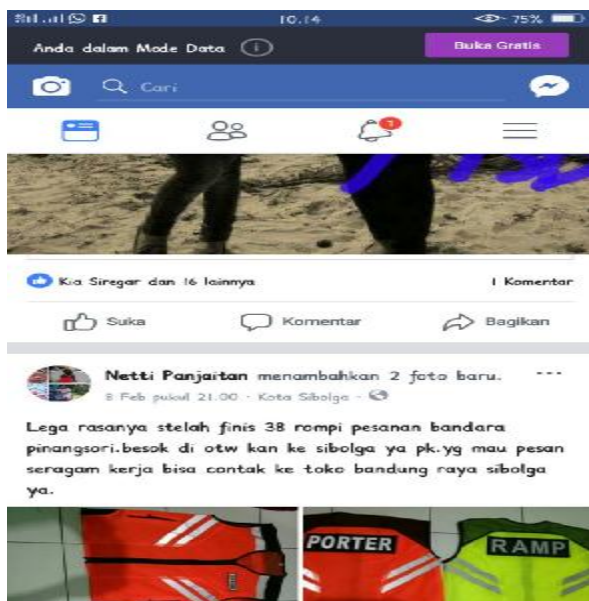 10.14
75%
Anda dalam Mode Data
Buka Gratis
Cari
1
Kia Siregar dan 16 lainnya
1 Komentar
Suka
Komentar
Bagikan
Netti Panjaitan menambahkan 2 foto baru.
8 Feb pukul 21.00 · Kota Sibolga ·
Lega rasanya stelah finis 38 rompi pesanan bandara
pinangsori.besok di otw kan ke sibolga ya pk.yg mau pesan
seragam kerja bisa contak ke toko bandung raya sibolga
ya.
PORTER
RAMP